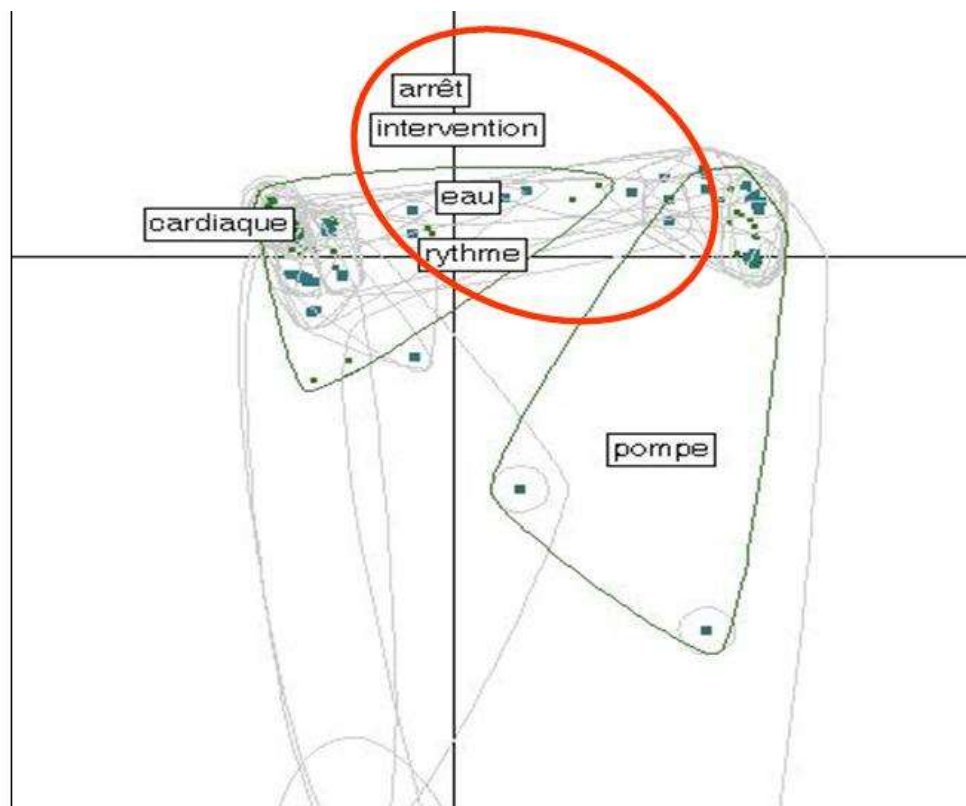 arrêt
intervention
eau
cardiaque
rythme
pompe